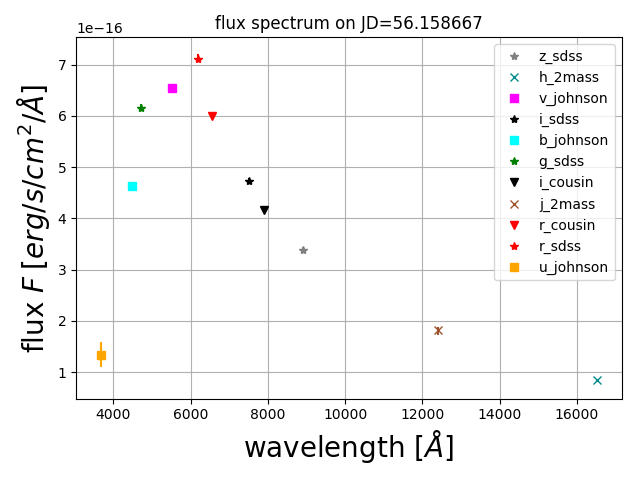 flux spectrum on JD=56.158667
1e−16
flux F [erg/s/cm²/Å]
7
6
5
4
3
2
1
z_sdss
h_2mass
v_johnson
i_sdss
b_johnson
g_sdss
i_cousin
j_2mass
r_cousin
r_sdss
u_johnson
4000 6000 8000 10000 12000 14000 16000
wavelength [Å]